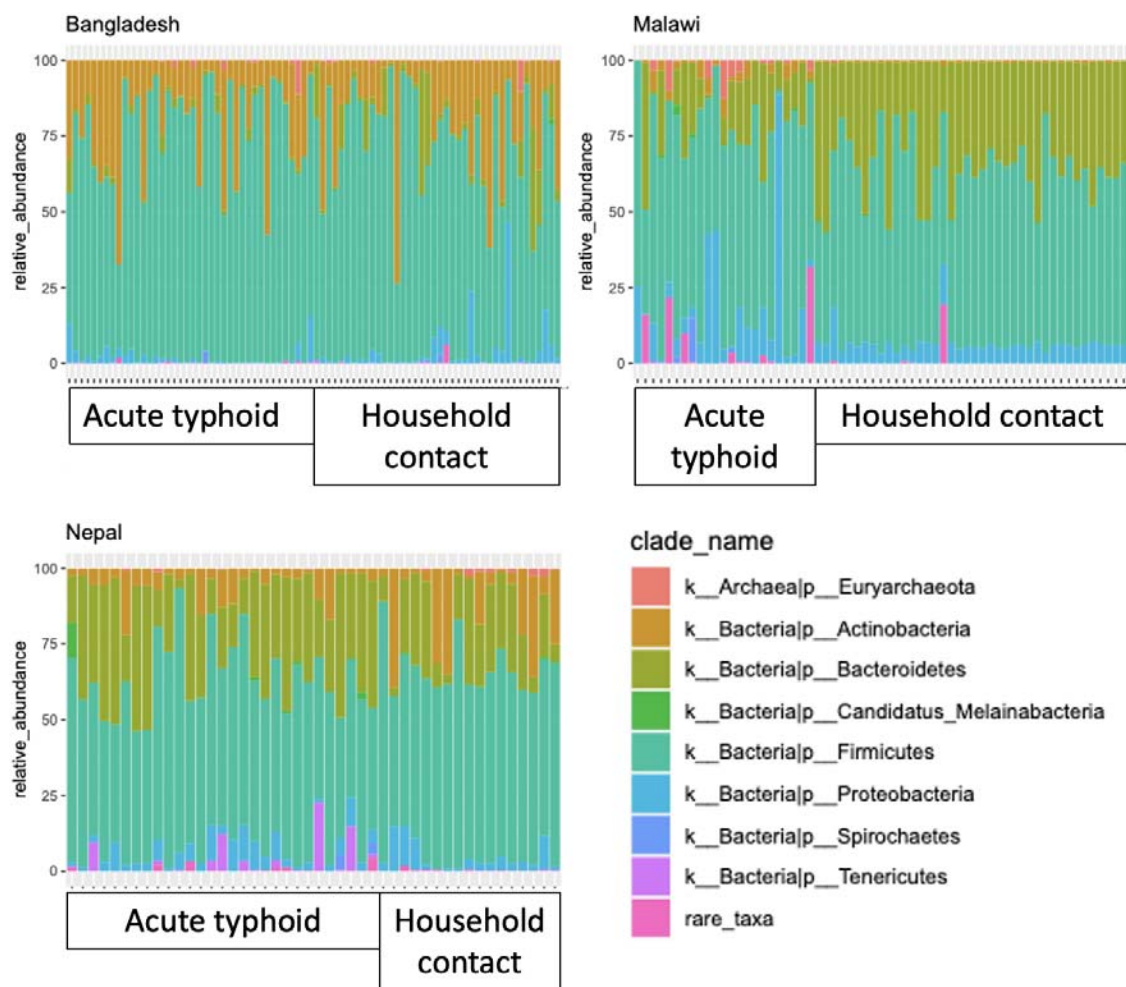 Bangladesh
100
75
50
25
0
relative_abundance
Acute typhoid
Household
contact
Malawi
100
75
50
25
0
relative_abundance
Acute
typhoid
Household contact
Nepal
100
75
50
25
0
relative_abundance
Acute typhoid
Household
contact
clade_name
k__Archaea|p__Euryarchaeota
k__Bacteria|p__Actinobacteria
k__Bacteria|p__Bacteroidetes
k__Bacteria|p__Candidatus_Melainabacteria
k__Bacteria|p__Firmicutes
k__Bacteria|p__Proteobacteria
k__Bacteria|p__Spirochaetes
k__Bacteria|p__Tenericutes
rare_taxa